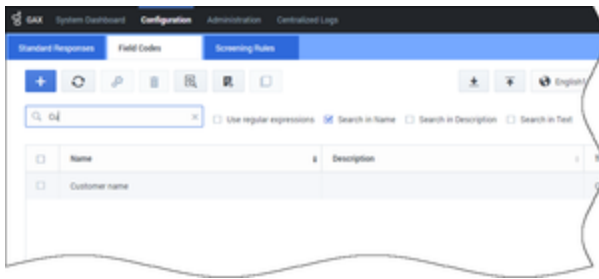 GAX System Dashboard Configuration Administration Centralized Logs
Standard Responses Field Codes Screening Rules
English
Use regular expressions Search in Name Search in Description Search in Text
Name Description
Customer name